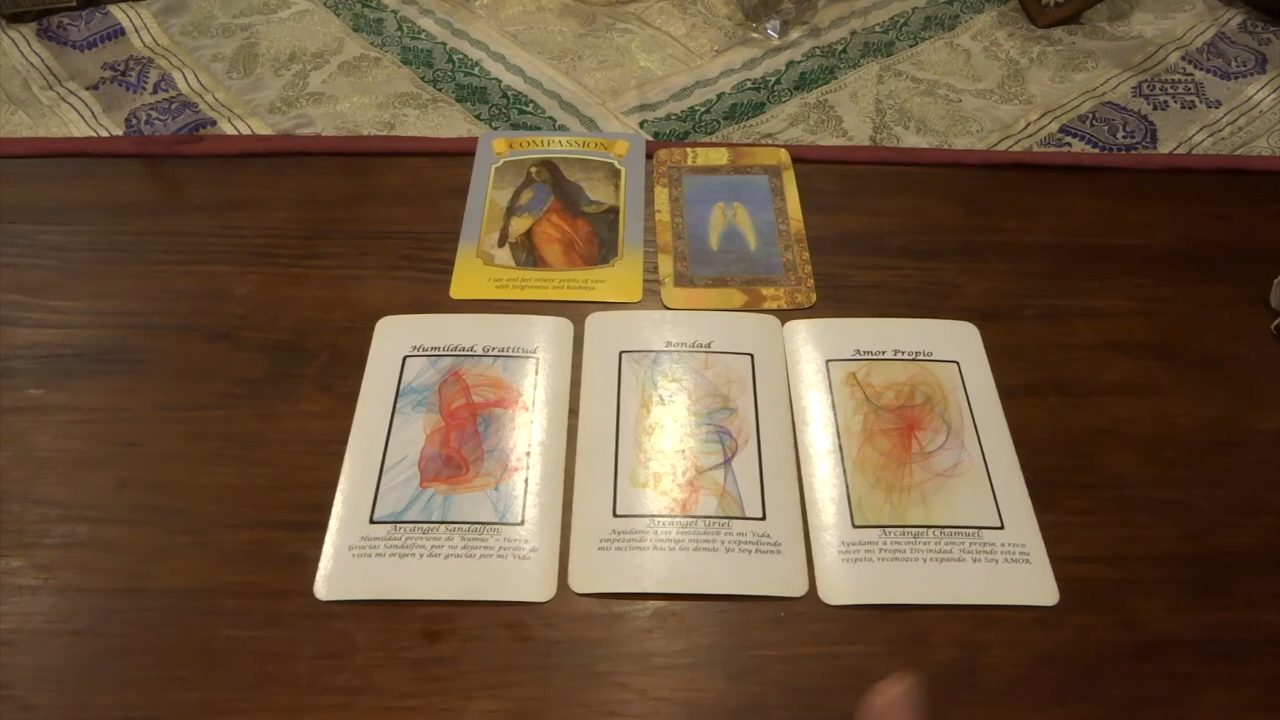 COMPASSION
I see and feel others' points of view
with forgiveness and kindness.
Humildad, Gratitud
Arcángel Sandalfón:
Humildad proviene de "humus" = tierra.
Gracias Sandalfón, por no dejarme perder de
vista mi origen y dar gracias por mi Vida
Bondad
Arcángel Uriel:
Ayúdame a ser bondados@ en mi Vida,
empezando conmigo mism@ y expandiendo
mis acciones hacia los demás. Yo Soy buen@.
Amor Propio
Arcángel Chamuel:
Ayúdame a encontrar el amor propio, a reco-
nocer mi Propia Divinidad. Haciendo esto me
respeto, reconozco y expando. Yo Soy AMOR.